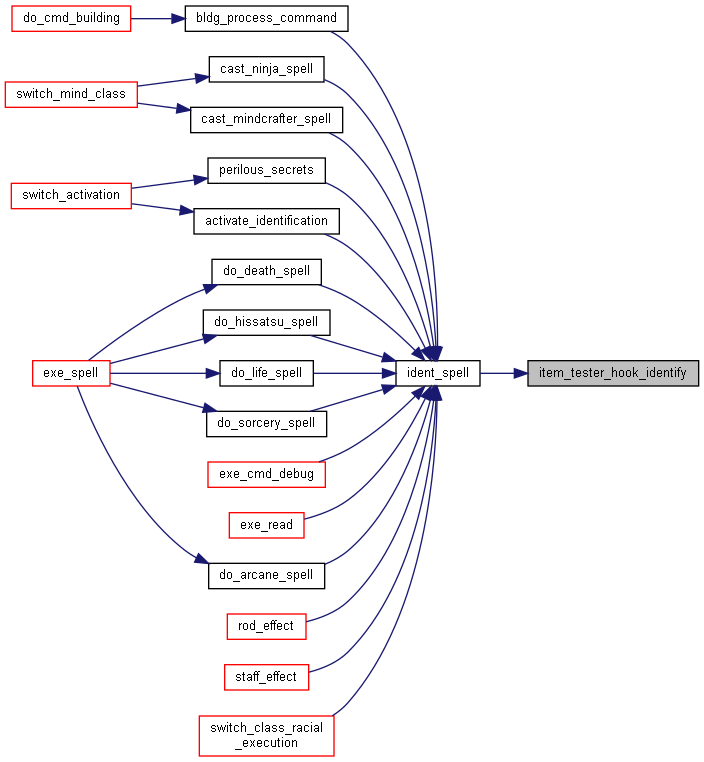 do_cmd_building
bldg_process_command
cast_ninja_spell
switch_mind_class
cast_mindcrafter_spell
perilous_secrets
switch_activation
activate_identification
do_death_spell
do_hissatsu_spell
exe_spell
do_life_spell
ident_spell
item_tester_hook_identify
do_sorcery_spell
exe_cmd_debug
exe_read
do_arcane_spell
rod_effect
staff_effect
switch_class_racial
_execution